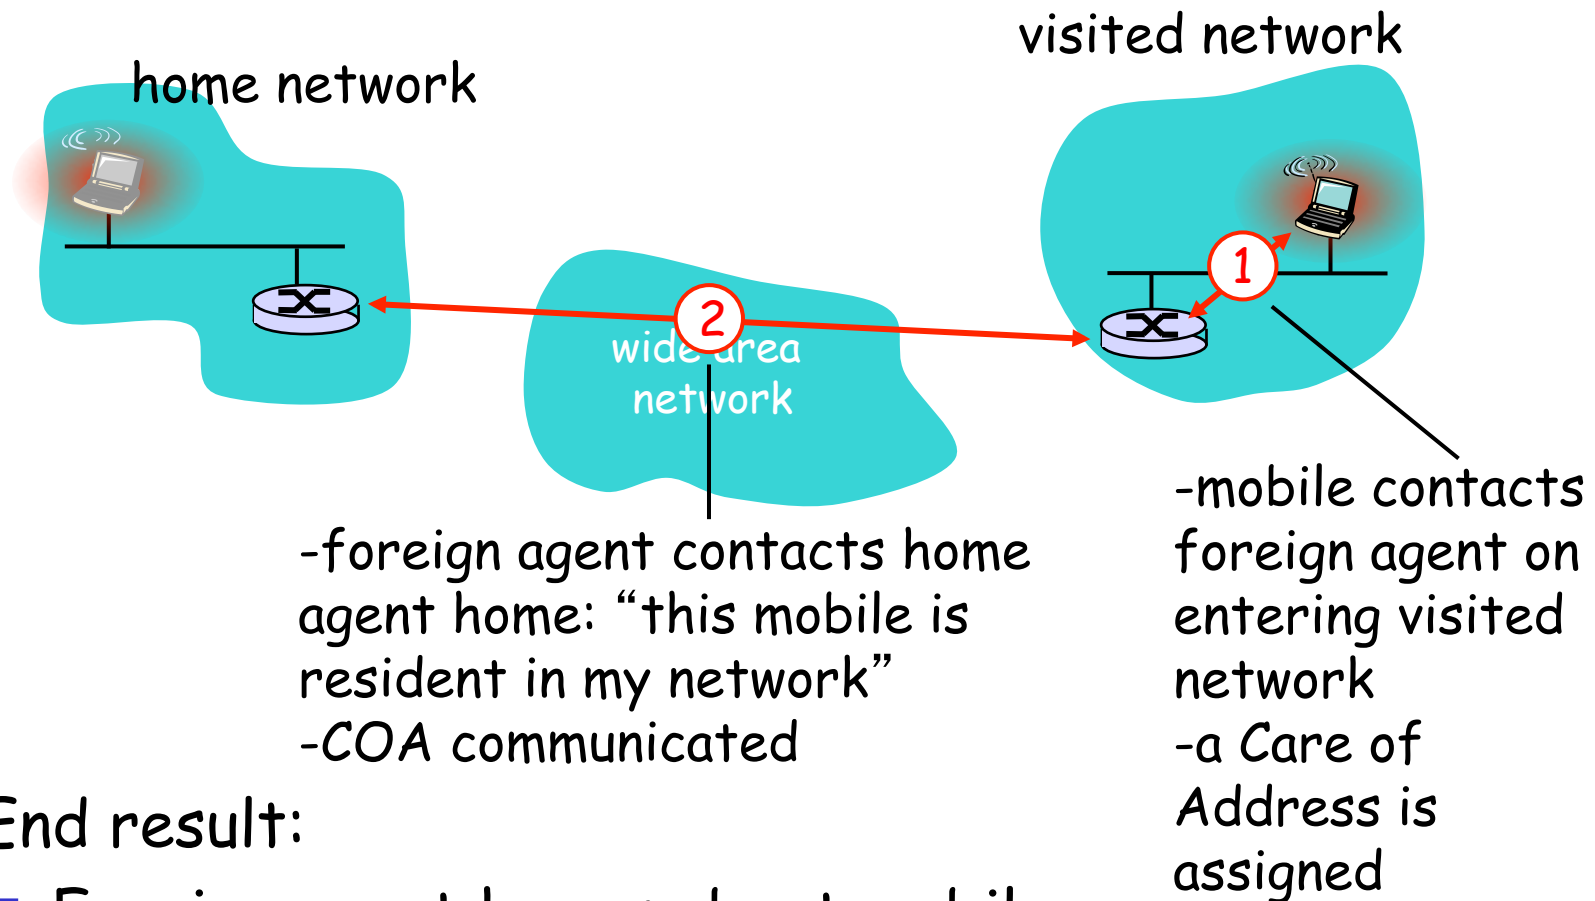 visited network
home network
1
2
wide area
network
-foreign agent contacts home
agent home: “this mobile is
resident in my network”
-COA communicated
-mobile contacts
foreign agent on
entering visited
network
-a Care of
Address is
assigned
End result: